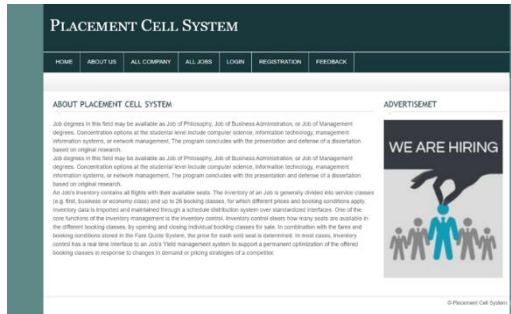 PLACEMENT CELL SYSTEM
HOME ABOUT US ALL COMPANY ALL JOBS LOGIN REGISTRATION FEEDBACK
ABOUT PLACEMENT CELL SYSTEM
Job degrees in this field may be available as Job of Philosophy, Job of Business Administration, or Job of Management
degrees. Concentration options at the studental level include computer science, information technology, management
information systems, or network management. The program concludes with the presentation and defense of a dissertation
based on original research.
Job degrees in this field may be available as Job of Philosophy, Job of Business Administration, or Job of Management
degrees. Concentration options at the studental level include computer science, information technology, management
information systems, or network management. The program concludes with the presentation and defense of a dissertation
based on original research.
An Job's inventory contains all flights with their available seats. The inventory of an Job is generally divided into service classes
(e.g. first, business or economy class) and up to 26 booking classes, for which different prices and booking conditions apply.
Inventory data is imported and maintained through a schedule distribution system over standardized interfaces. One of the
core functions of the inventory management is the inventory control. Inventory control steers how many seats are available in
the different booking classes, by opening and closing individual booking classes for sale. In combination with the fares and
booking conditions stored in the Fare Quote System, the price for each sold seat is determined. In most cases, inventory
control has a real time interface to an Job's Yield management system to support a permanent optimization of the offered
booking classes in response to changes in demand or pricing strategies of a competitor.
ADVERTISEMET
WE ARE HIRING
© Placement Cell System